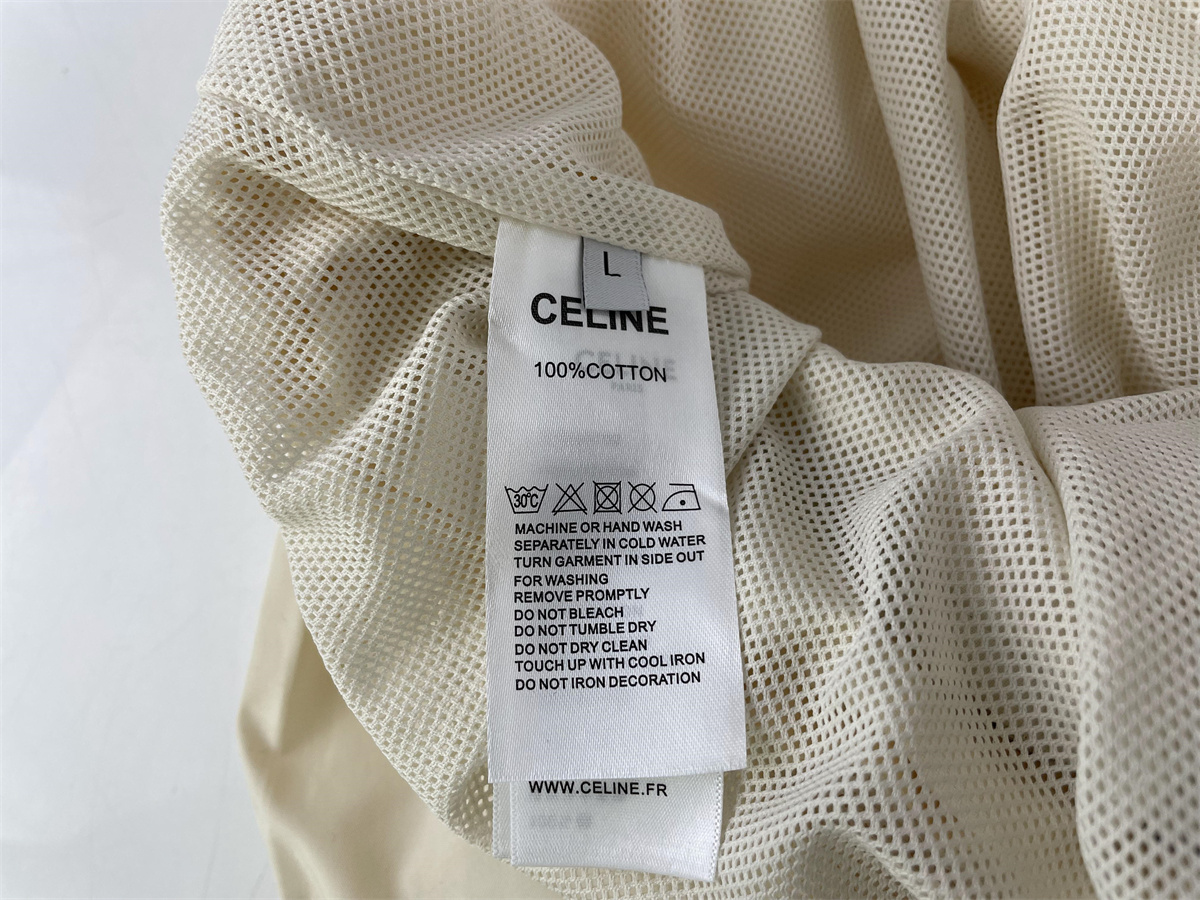 L
CELINE
CELINE
100%COTTON
PARIS
30°C
MACHINE OR HAND WASH
SEPARATELY IN COLD WATER
TURN GARMENT IN SIDE OUT
FOR WASHING
REMOVE PROMPTLY
DO NOT BLEACH
DO NOT TUMBLE DRY
DO NOT DRY CLEAN
TOUCH UP WITH COOL IRON
DO NOT IRON DECORATION
WWW.CELINE.FR